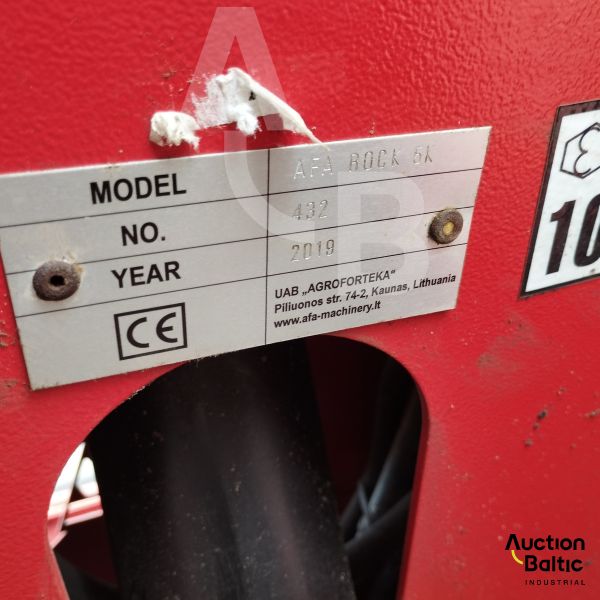 MODEL AFA ROCK 5K
NO. 432
YEAR 2019
CE
UAB „AGROFORTEKA"
Piliuonos str. 74-2, Kaunas, Lithuania
www.afa-machinery.lt
10
A
C B
Auction
Baltic
INDUSTRIAL